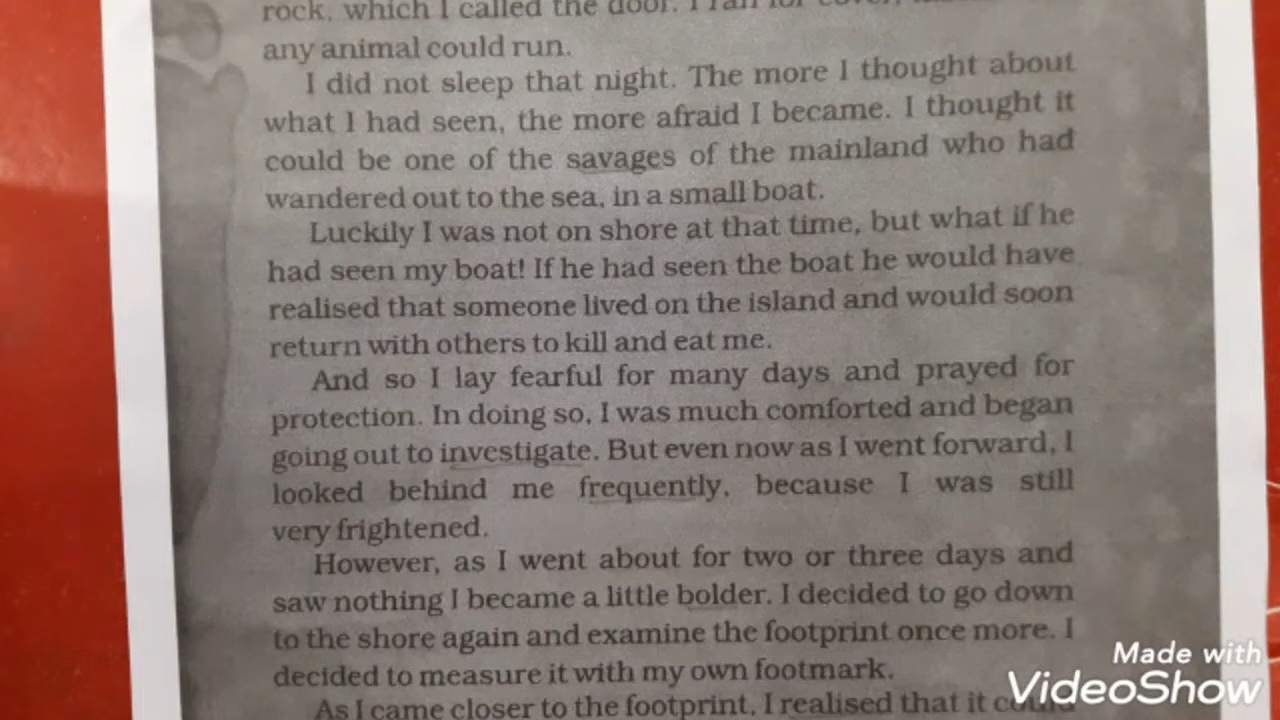 rock, which I called the door. I ran for cover,
any animal could run.
I did not sleep that night. The more I thought about
what I had seen, the more afraid I became. I thought it
could be one of the savages of the mainland who had
wandered out to the sea, in a small boat.
Luckily I was not on shore at that time, but what if he
had seen my boat! If he had seen the boat he would have
realised that someone lived on the island and would soon
return with others to kill and eat me.
And so I lay fearful for many days and prayed for
protection. In doing so, I was much comforted and began
going out to investigate. But even now as I went forward, I
looked behind me frequently, because I was still
very frightened.
However, as I went about for two or three days and
saw nothing I became a little bolder. I decided to go down
to the shore again and examine the footprint once more. I
decided to measure it with my own footmark.
As I came closer to the footprint, I realised that it could
Made with
VideoShow